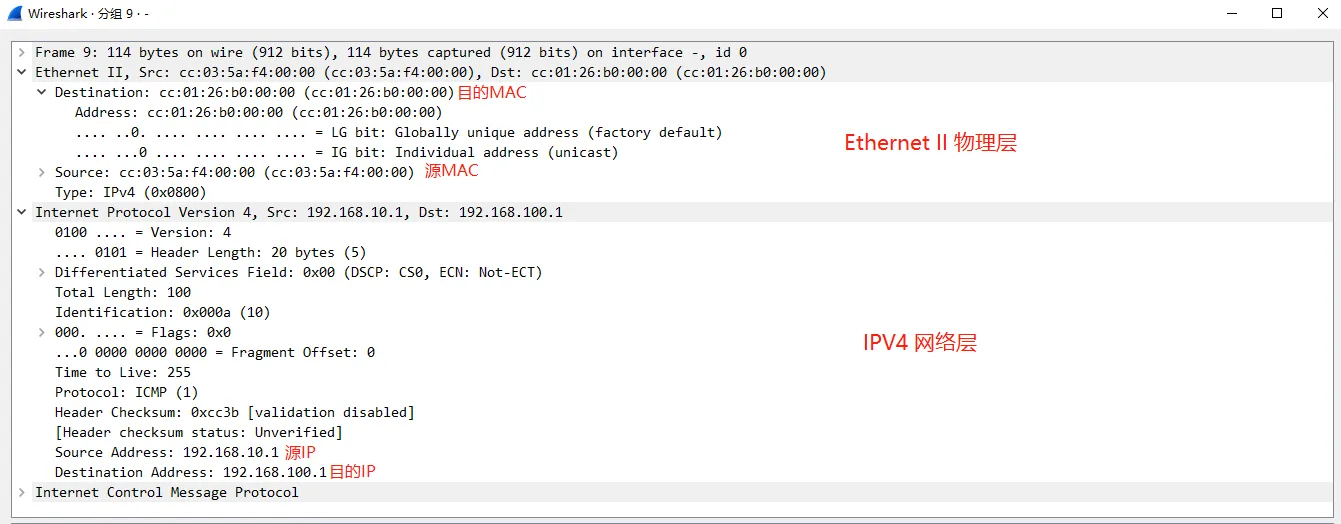 Wireshark · 分组 9 · -
Frame 9: 114 bytes on wire (912 bits), 114 bytes captured (912 bits) on interface -, id 0
Ethernet II, Src: cc:03:5a:f4:00:00 (cc:03:5a:f4:00:00), Dst: cc:01:26:b0:00:00 (cc:01:26:b0:00:00)
Destination: cc:01:26:b0:00:00 (cc:01:26:b0:00:00) 目的MAC
Address: cc:01:26:b0:00:00 (cc:01:26:b0:00:00)
.... ..0. .... .... .... .... = LG bit: Globally unique address (factory default)
Ethernet II 物理层
.... ...0 .... .... .... .... = IG bit: Individual address (unicast)
Source: cc:03:5a:f4:00:00 (cc:03:5a:f4:00:00) 源MAC
Type: IPv4 (0x0800)
Internet Protocol Version 4, Src: 192.168.10.1, Dst: 192.168.100.1
0100 .... = Version: 4
.... 0101 = Header Length: 20 bytes (5)
Differentiated Services Field: 0x00 (DSCP: CS0, ECN: Not-ECT)
Total Length: 100
Identification: 0x000a (10)
000. .... = Flags: 0x0
IPV4 网络层
...0 0000 0000 0000 = Fragment Offset: 0
Time to Live: 255
Protocol: ICMP (1)
Header Checksum: 0xcc3b [validation disabled]
[Header checksum status: Unverified]
Source Address: 192.168.10.1 源IP
Destination Address: 192.168.100.1 目的IP
Internet Control Message Protocol